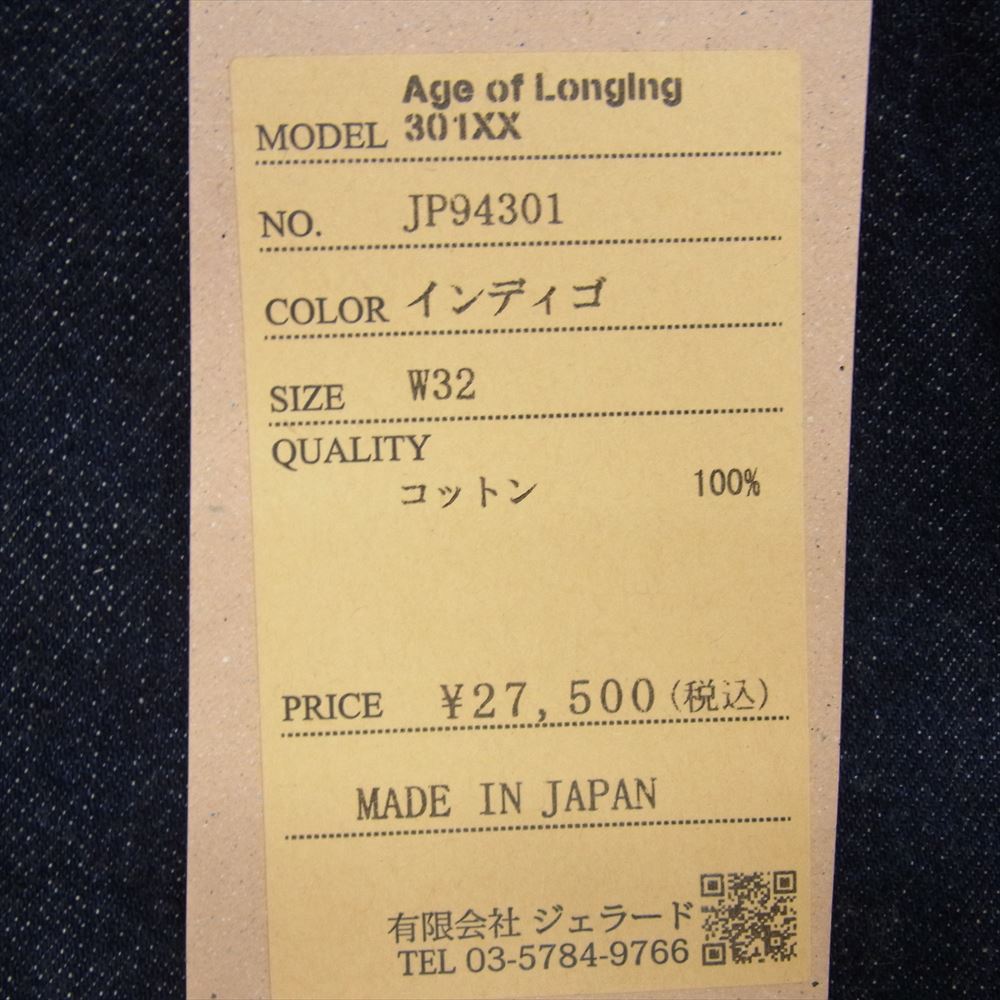 Age of Longing
MODEL 301XX
NO. JP94301
COLOR インディゴ
SIZE W32
QUALITY
コットン 100%
PRICE ¥27,500(税込)
MADE IN JAPAN
有限会社 ジェラード
TEL 03-5784-9766